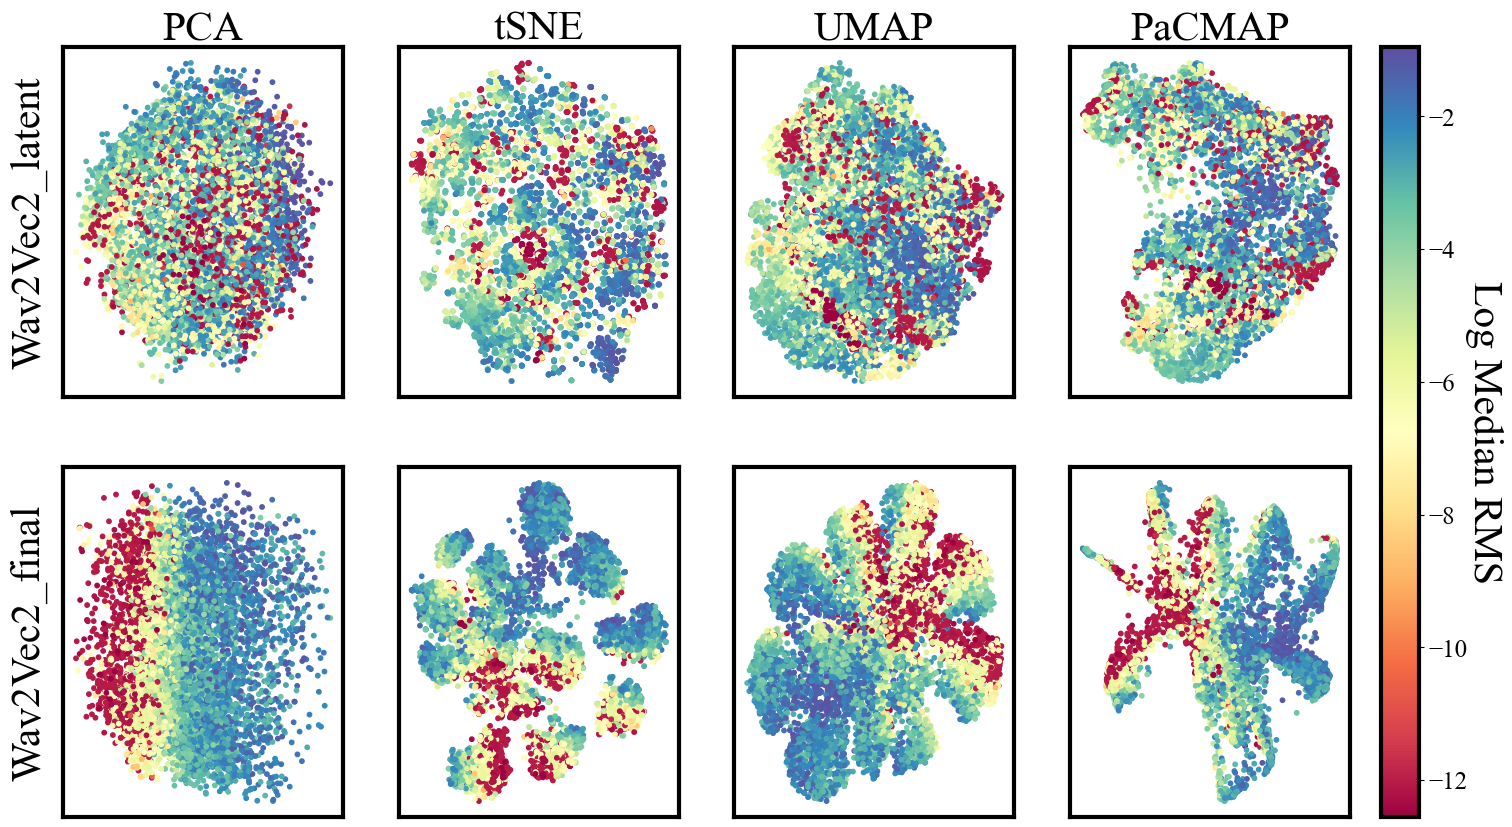 PCA
tSNE
UMAP
PaCMAP
Wav2Vec2_latent
Wav2Vec2_final
−2
−4
−6
−8
−10
−12
Log Median RMS